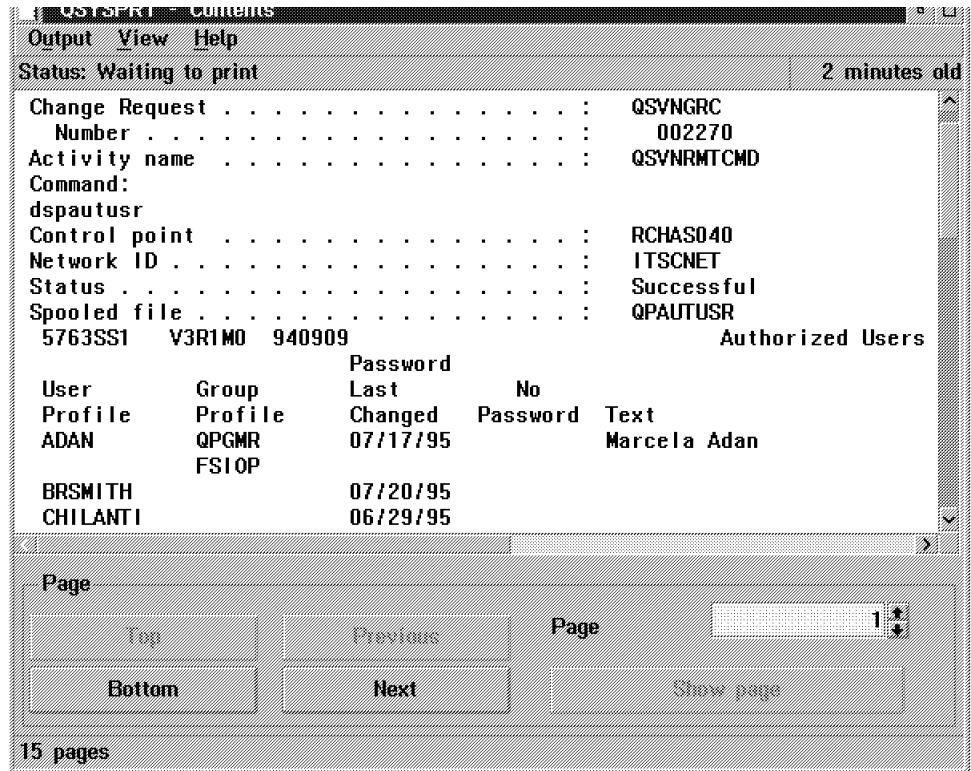 QSYSPRT - Contents
Output View Help
Status: Waiting to print 2 minutes old
Change Request . . . . . . . . . . . . . . . : QSVNGRC
Number . . . . . . . . . . . . . . . . . . : 002270
Activity name . . . . . . . . . . . . . . . : QSVNRMTCMD
Command:
dspautusr
Control point . . . . . . . . . . . . . . . : RCHAS040
Network ID . . . . . . . . . . . . . . . . . : ITSCNET
Status . . . . . . . . . . . . . . . . . . . : Successful
Spooled file . . . . . . . . . . . . . . . . : QPAUTUSR
5763SS1 V3R1M0 940909 Authorized Users
Password
User Group Last No
Profile Profile Changed Password Text
ADAN QPGMR 07/17/95 Marcela Adan
FSIOP
BRSMITH 07/20/95
CHILANTI 06/29/95
Page
Top Previous Page 1
Bottom Next Show page
15 pages